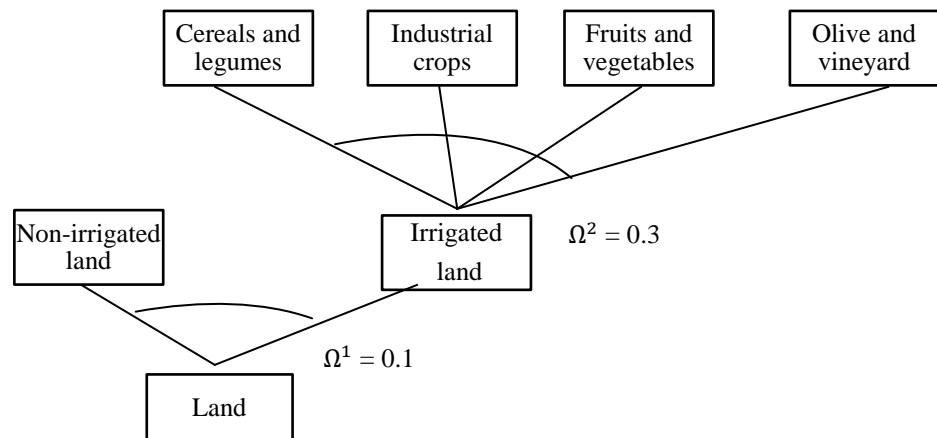 Cereals and
legumes
Industrial
crops
Fruits and
vegetables
Olive and
vineyard
Non-irrigated
land
Irrigated
land
Ω² = 0.3
Ω¹ = 0.1
Land